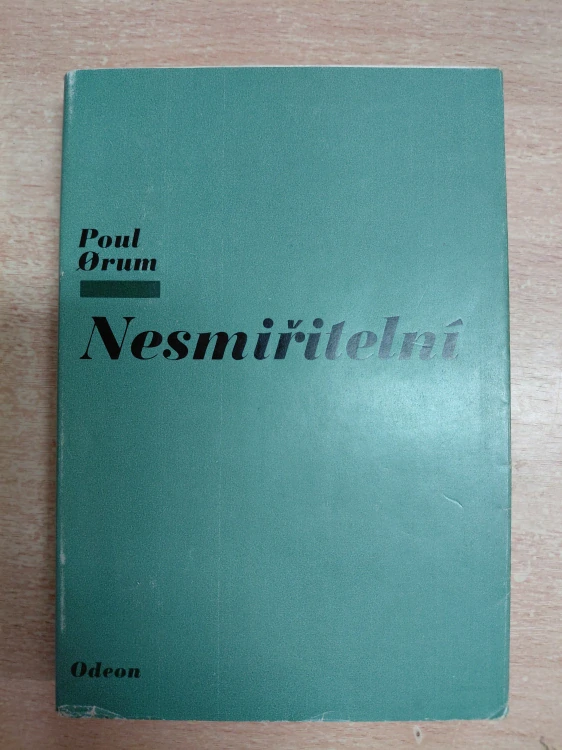 Poul
Ørum
Nesmiřitelní
Odeon